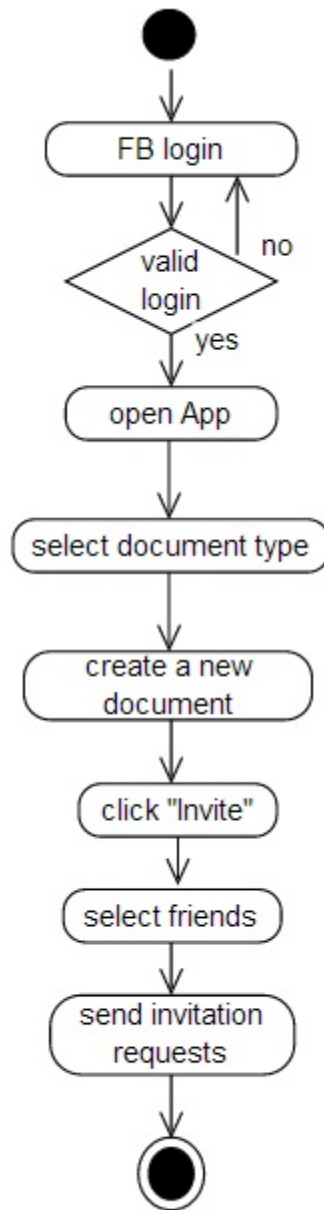 FB login
valid
login
no
yes
open App
select document type
create a new
document
click "Invite"
select friends
send invitation
requests